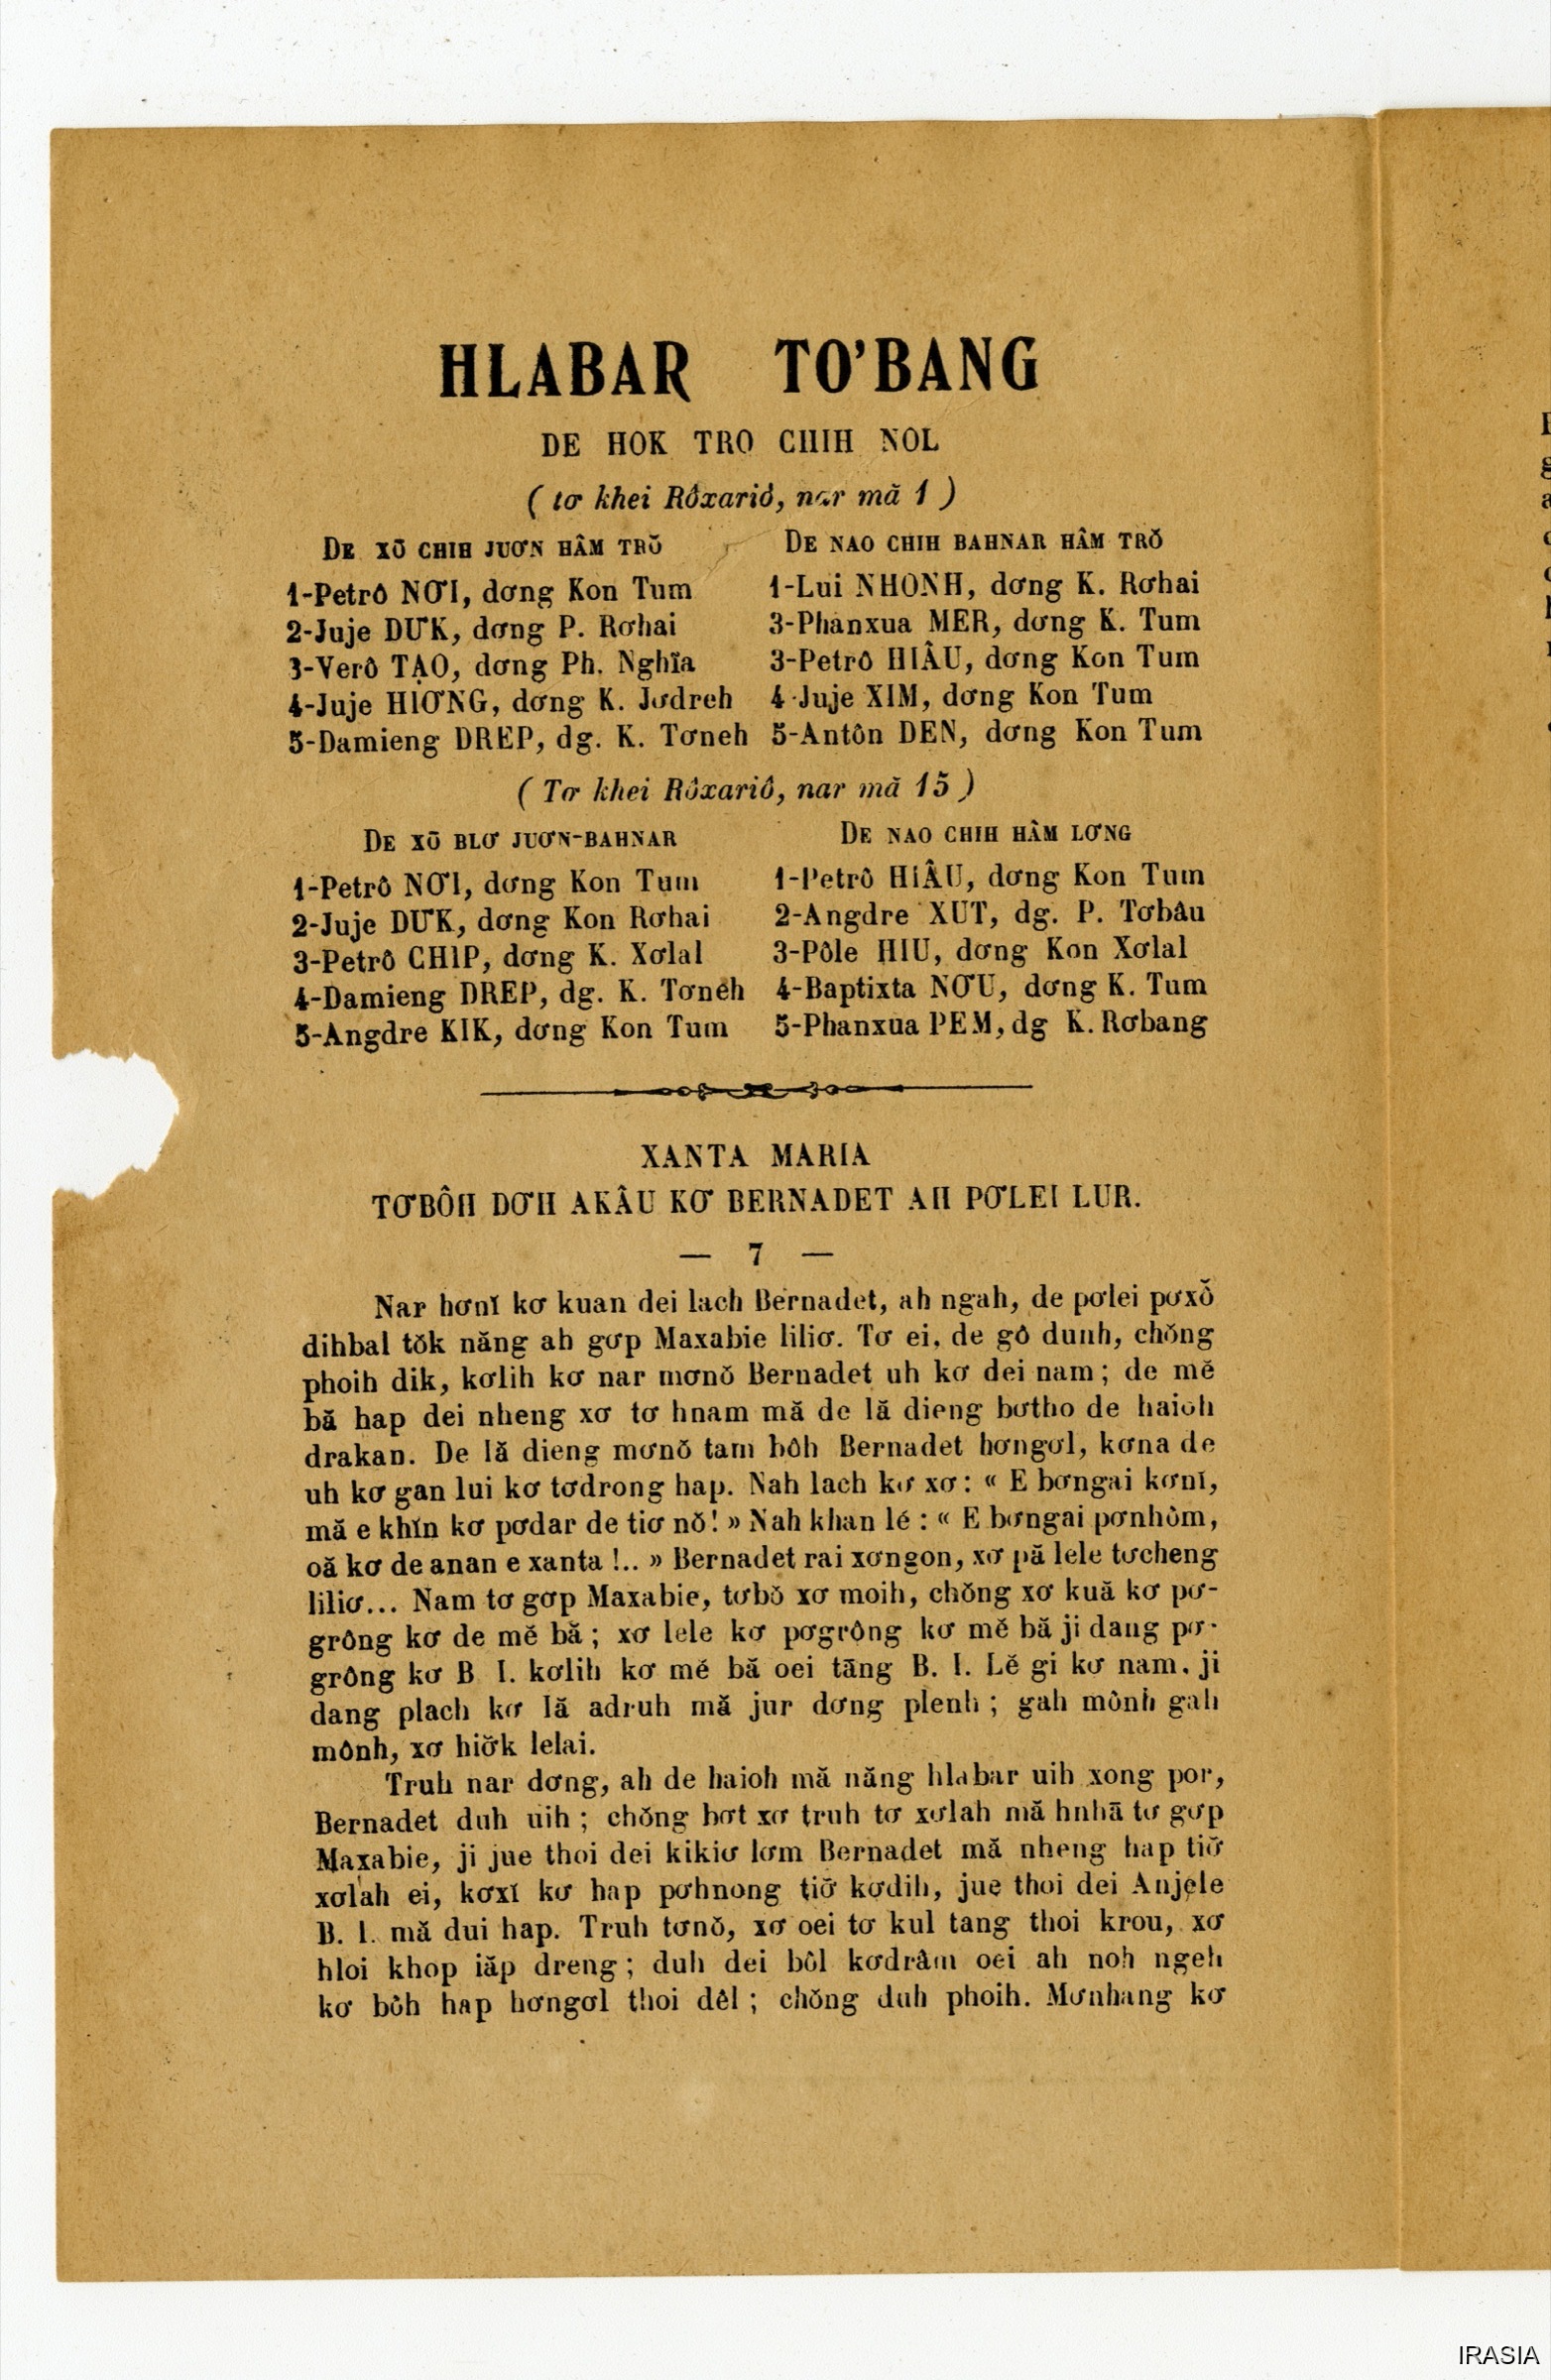 HLABAR TO'BANG
DE HOK TRO CHIH NOL
( tơ khei Rôxariô, nar mă 1 )
DE XŎ CHIH JUƠN HÂM TRŎ
1-Petrô NƠI, dơng Kon Tum
2-Juje DƯK, dơng P. Rơhai
3-Verô TẠO, dơng Ph. Nghĩa
4-Juje HIƠNG, dơng K. Jơdreh
5-Damieng DREP, dg. K. Tơneh
DE NAO CHIH BAHNAR HÂM TRŎ
1-Lui NHONH, dơng K. Rơhai
3-Phanxua MER, dơng K. Tum
3-Petrô HIÂU, dơng Kon Tum
4-Juje XIM, dơng Kon Tum
5-Antôn DEN, dơng Kon Tum
( Tơ khei Rôxariô, nar mă 15 )
DE XŎ BLƠ JUƠN-BAHNAR
1-Petrô NƠI, dơng Kon Tum
2-Juje DƯK, dơng Kon Rơhai
3-Petrô CHIP, dơng K. Xơlal
4-Damieng DREP, dg. K. Tơneh
5-Angdre KIK, dơng Kon Tum
DE NAO CHIH HÂM LƠNG
1-Petrô HIÂU, dơng Kon Tum
2-Angdre XUT, dg. P. Tơbâu
3-Pôle HIU, dơng Kon Xơlal
4-Baptixta NƠU, dơng K. Tum
5-Phanxua PEM, dg K. Rơbang
XANTA MARIA
TƠBÔH DƠH AKÂU KƠ BERNADET AH PƠLEI LUR.
— 7 —
Nar hơnĭ kơ kuan dei lach Bernadet, ah ngah, de pơlei pơxŏ
dihbal tŏk năng ah gơp Maxabie liliơ. Tơ ei, de gô dunh, chŏng
phoih dik, kơlih kơ nar mơnŏ Bernadet uh kơ dei nam; de mĕ
bă hap dei nheng xơ tơ hnam mă de lă dieng bơtho de haioh
drakan. De lă dieng mơnŏ tam bôh Bernadet hơngơl, kơna de
uh kơ gan lui kơ tơdrong hap. Nah lach kơ xơ: « E bơngai kơnĭ,
mă e khĭn kơ pơdar de tiơ nŏ! » Nah khan lé : « E bơngai pơnhôm,
oă kơ de anan e xanta !.. » Bernadet rai xơngon, xơ pă lele tơcheng
liliơ... Nam tơ gơp Maxabie, tơbŏ xơ moih, chŏng xơ kuă kơ pơ-
grông kơ de mĕ bă ; xơ lele kơ pơgrông kơ mĕ bă ji dang pơ-
grông kơ B I. kơlih kơ mĕ bă oei tăng B. I. Lĕ gi kơ nam, ji
dang plach kơ lă adruh mă jur dơng plenh ; gah mônh gah
mônh, xơ hiơ̆k lelai.
Truh nar dơng, ah de haioh mă năng hlabar uih xong por,
Bernadet duh uih ; chŏng bơt xơ truh tơ xơlah mă hnhă tơ gơp
Maxabie, ji jue thoi dei kikiơ lơm Bernadet mă nheng hap tiơ̆
xơlah ei, kơxĭ kơ hap pơhnong tiơ̆ kơdih, jue thoi dei Anjele
B. I. mă dui hap. Truh tơnŏ, xơ oei tơ kul tang thoi krou, xơ
hloi khop iăp dreng ; duh dei bôl kơdrâm oei ah noh ngeh
kơ bôh hap hơngơl thoi dêl ; chŏng duh phoih. Mơnhang kơ
IRASIA